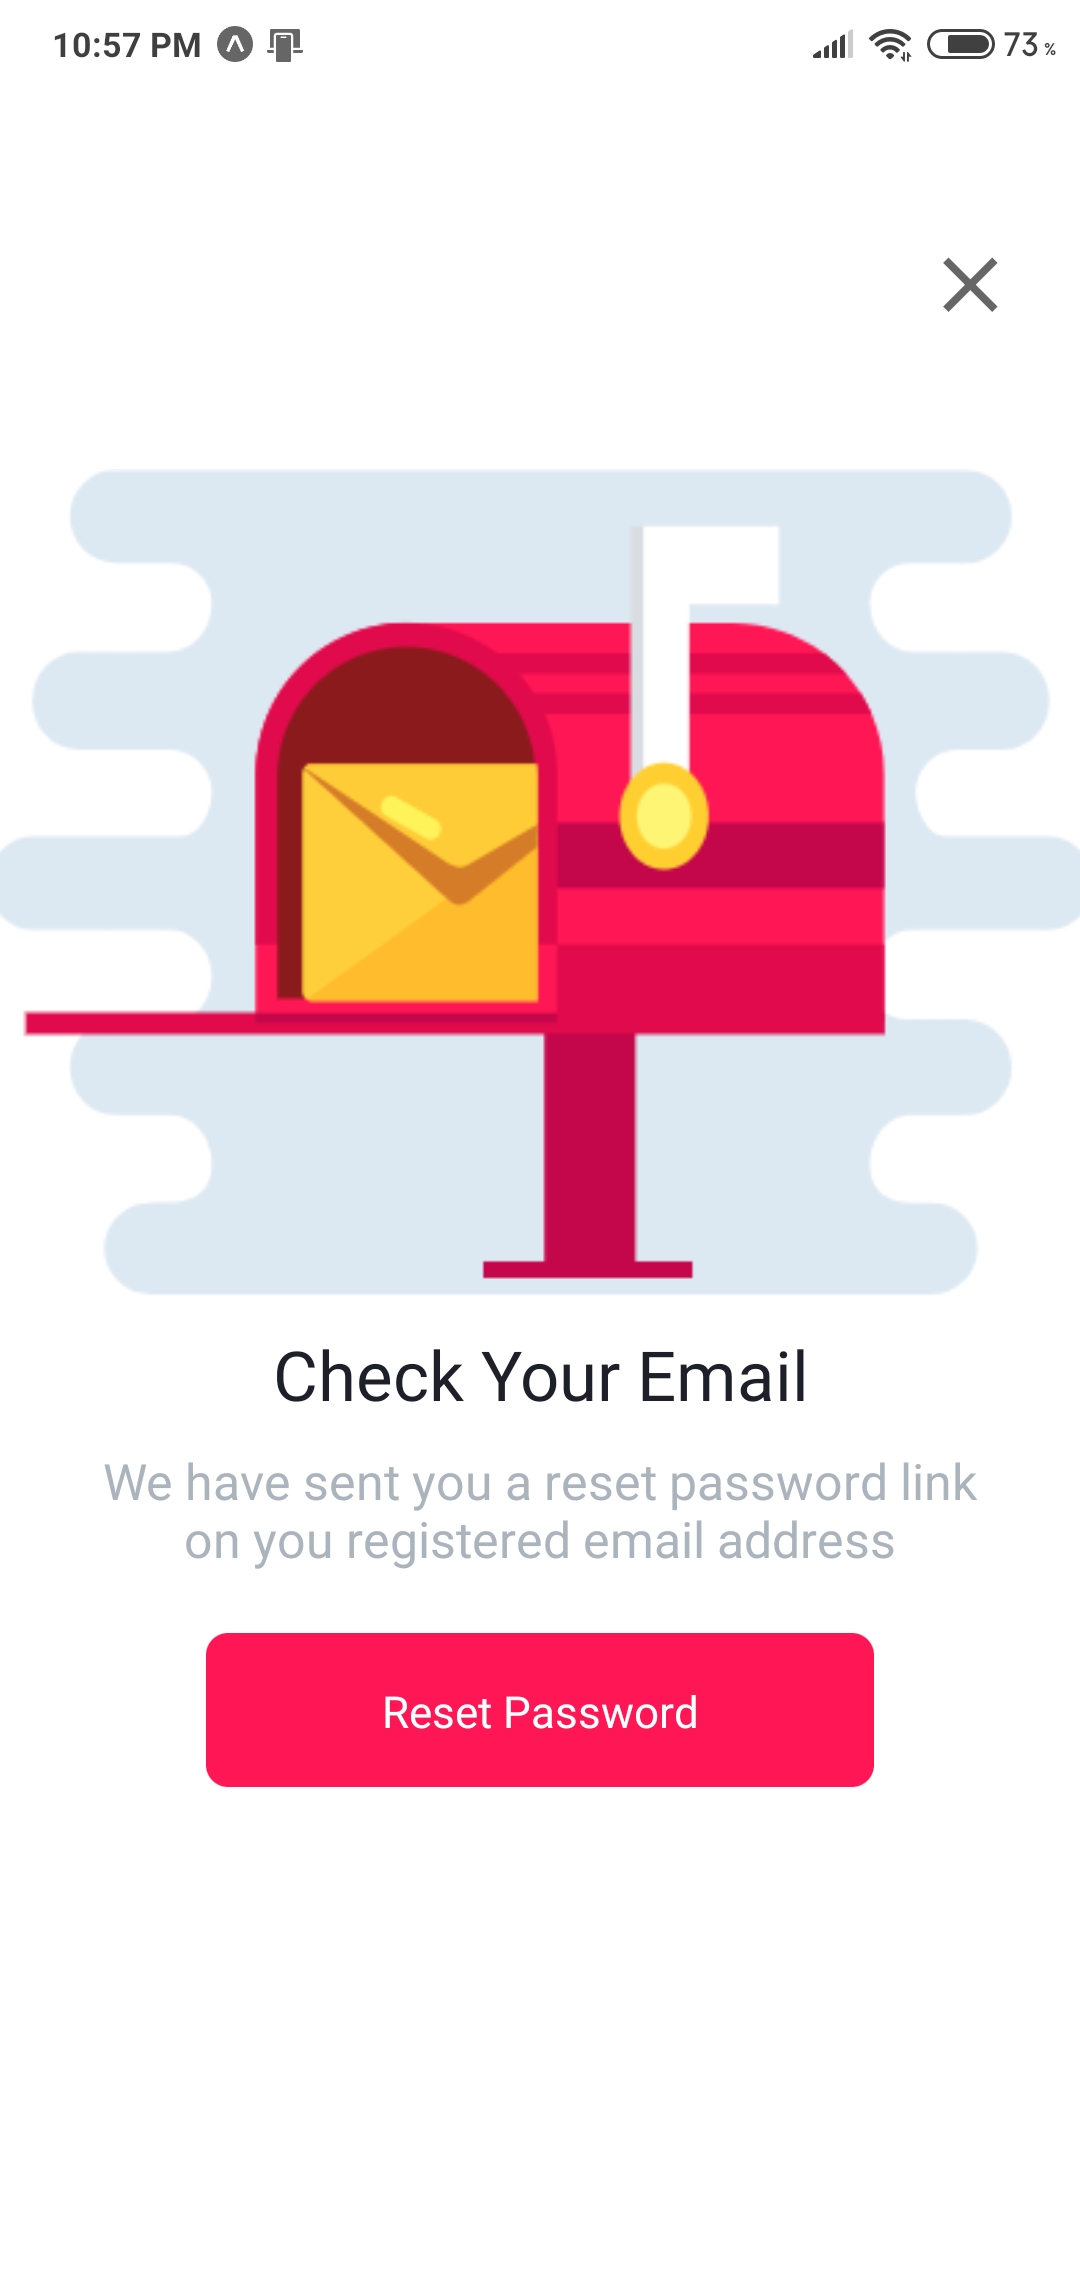 10:57 PM 73 %
Check Your Email
We have sent you a reset password link
on you registered email address
Reset Password